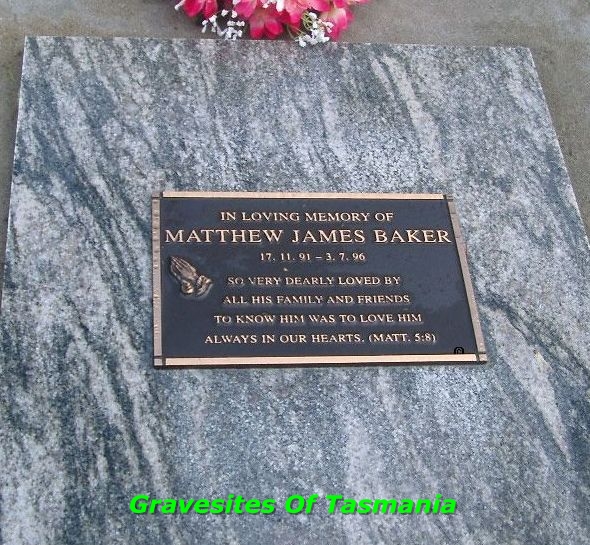 IN LOVING MEMORY OF
MATTHEW JAMES BAKER
17. 11. 91 – 3. 7. 96
SO VERY DEARLY LOVED BY
ALL HIS FAMILY AND FRIENDS
TO KNOW HIM WAS TO LOVE HIM
ALWAYS IN OUR HEARTS. (MATT. 5:8)
Gravesites Of Tasmania